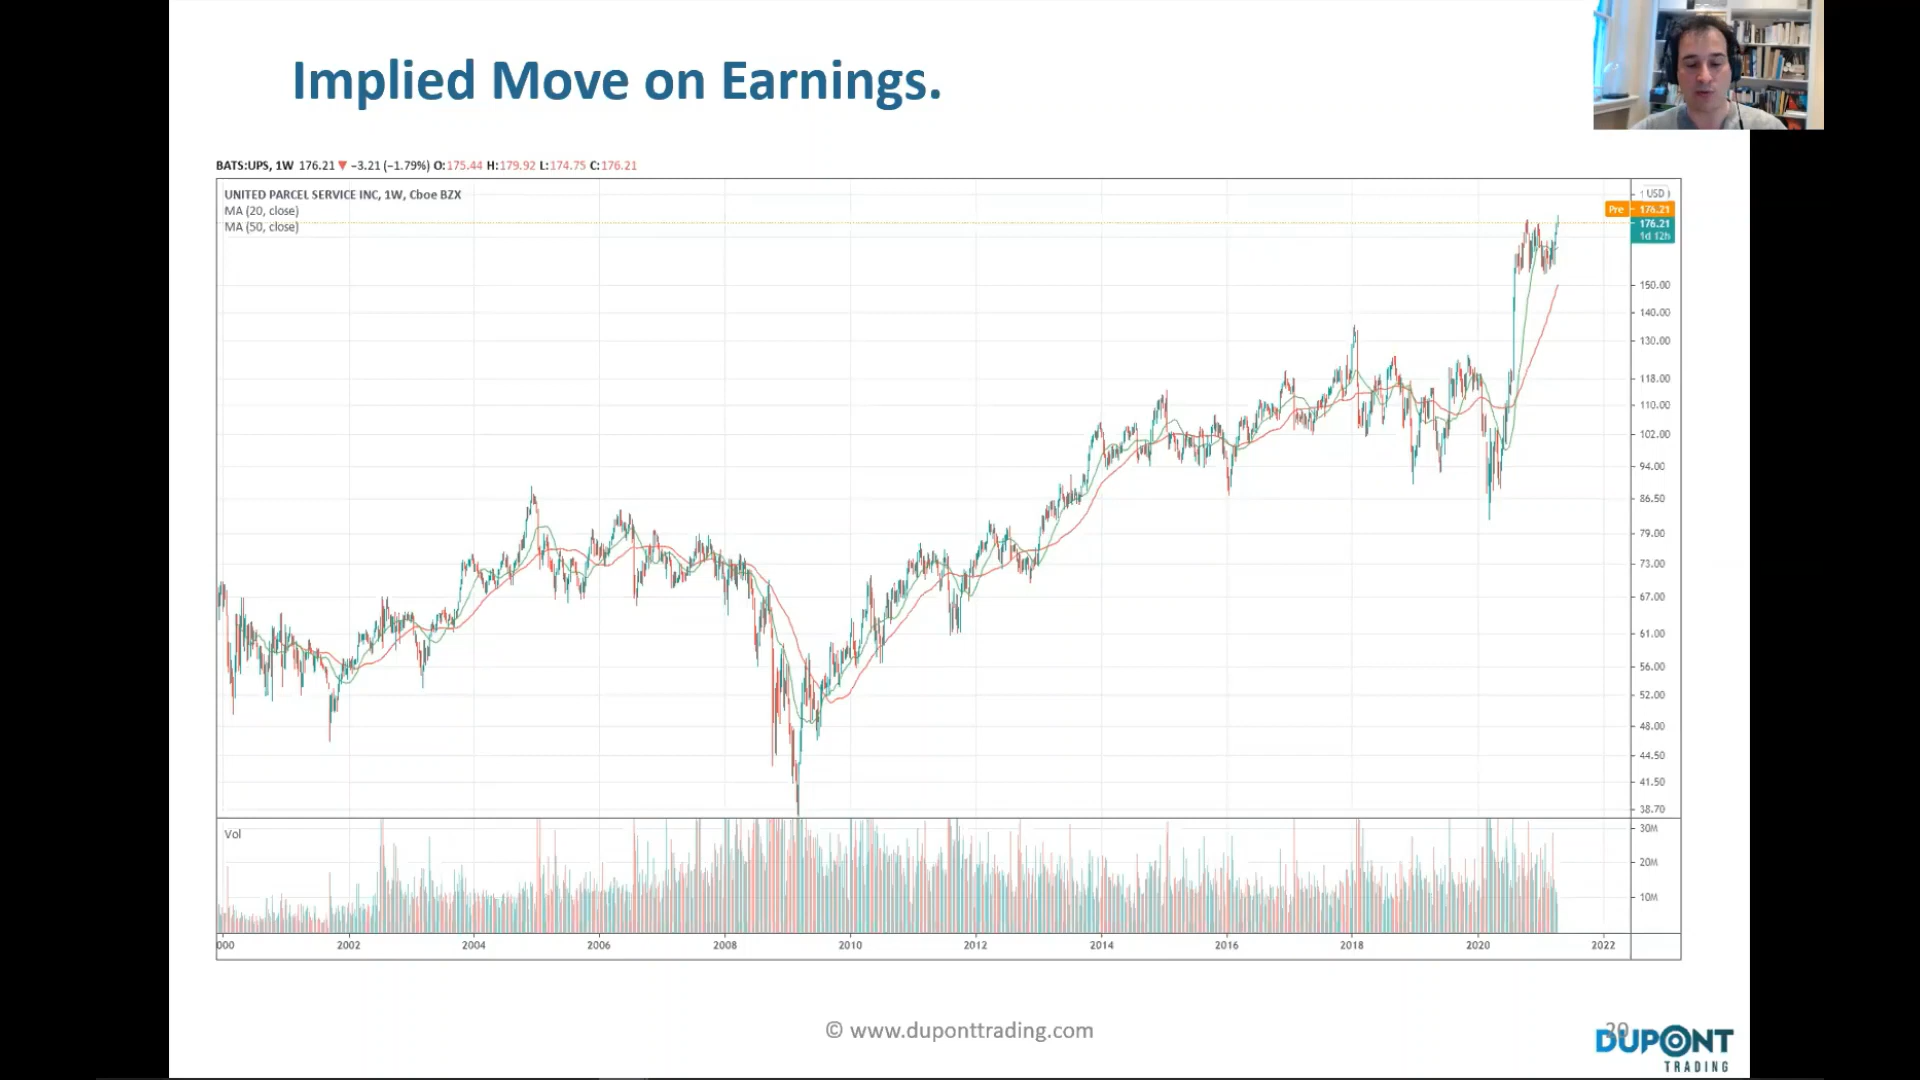 Implied Move on Earnings.
BATS:UPS, 1W 176.21 ▼ −3.21 (−1.79%) O:175.44 H:179.92 L:174.75 C:176.21
UNITED PARCEL SERVICE INC, 1W, Cboe BZX
MA (20, close)
MA (50, close)
USD
Pre 176.21
176.21
1d 12h
150.00
140.00
130.00
118.00
110.00
102.00
94.00
86.50
79.00
73.00
67.00
61.00
56.00
52.00
48.00
44.50
41.50
38.70
Vol
30M
20M
10M
000 2002 2004 2006 2008 2010 2012 2014 2016 2018 2020 2022
© www.duponttrading.com
20
DUPONT
TRADING